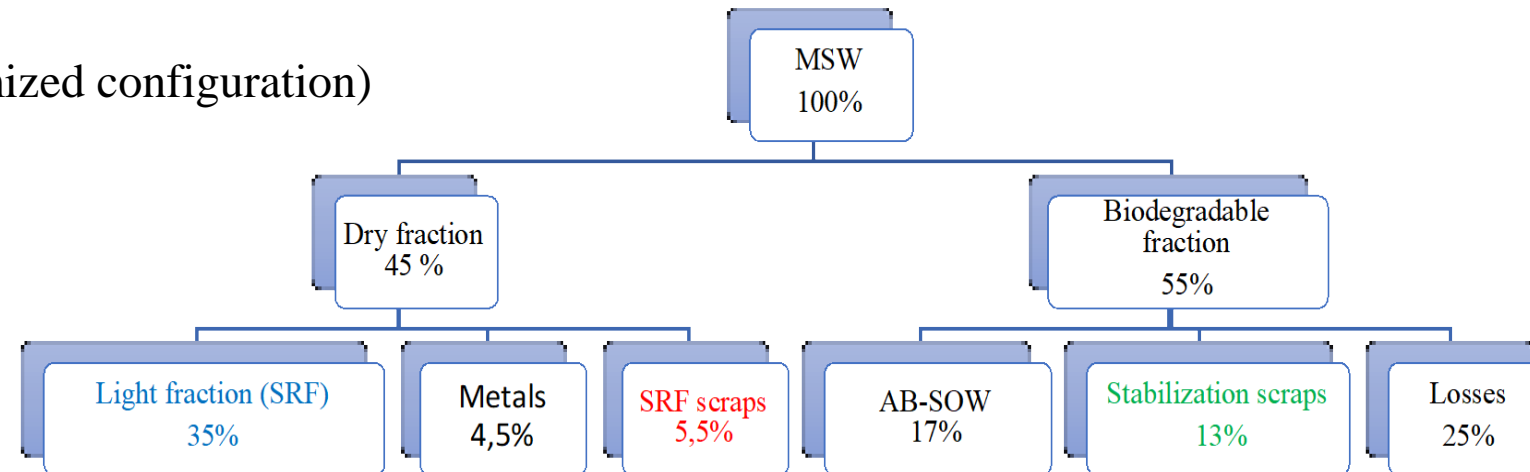 nized configuration)
MSW
100%
Dry fraction
45 %
Biodegradable
fraction
55%
Light fraction (SRF)
35%
Metals
4,5%
SRF scraps
5,5%
AB-SOW
17%
Stabilization scraps
13%
Losses
25%